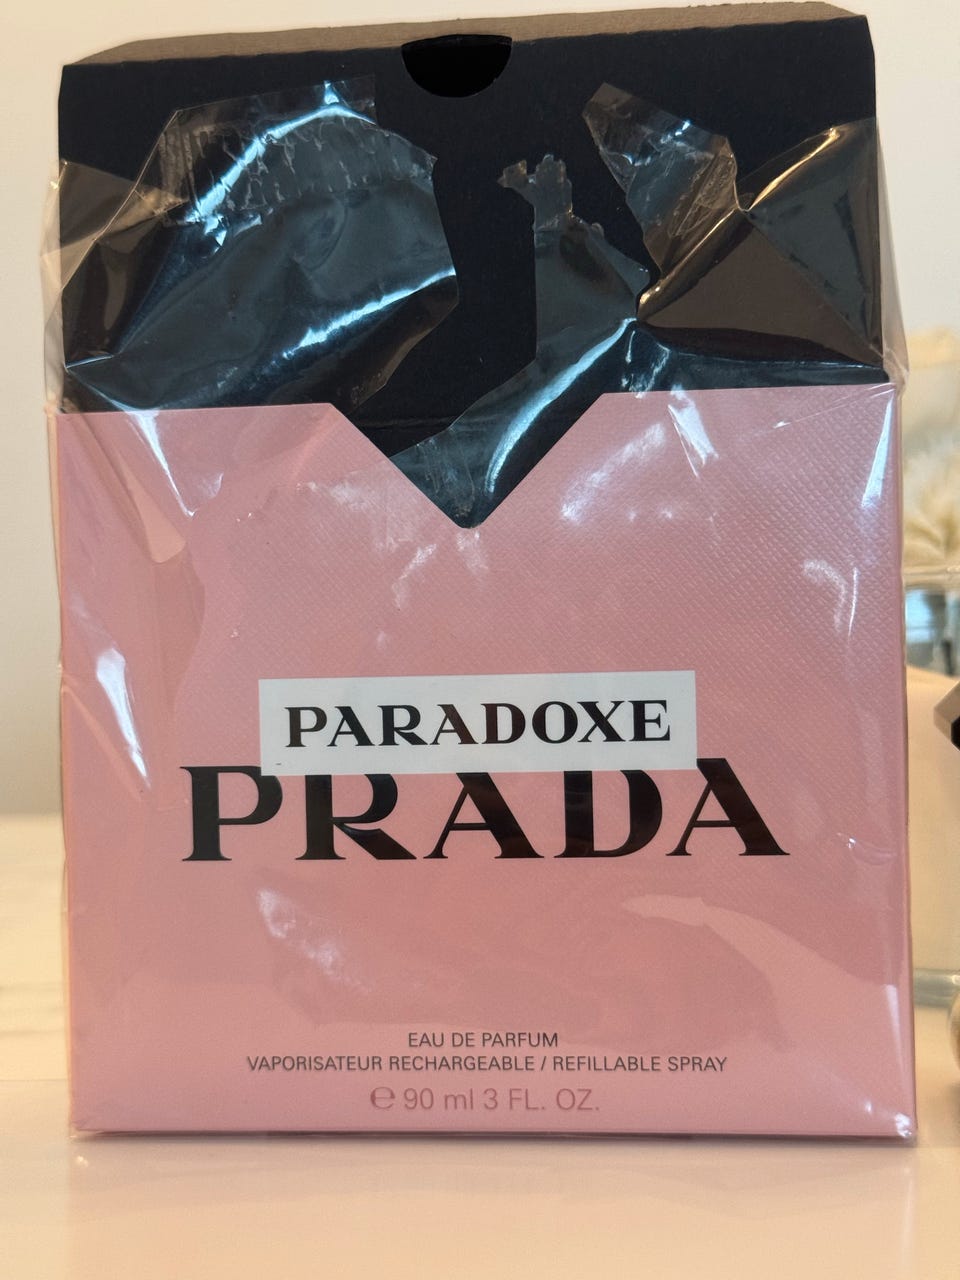 PARADOXE
PRADA
EAU DE PARFUM
VAPORISATEUR RECHARGEABLE / REFILLABLE SPRAY
℮ 90 ml 3 FL. OZ.